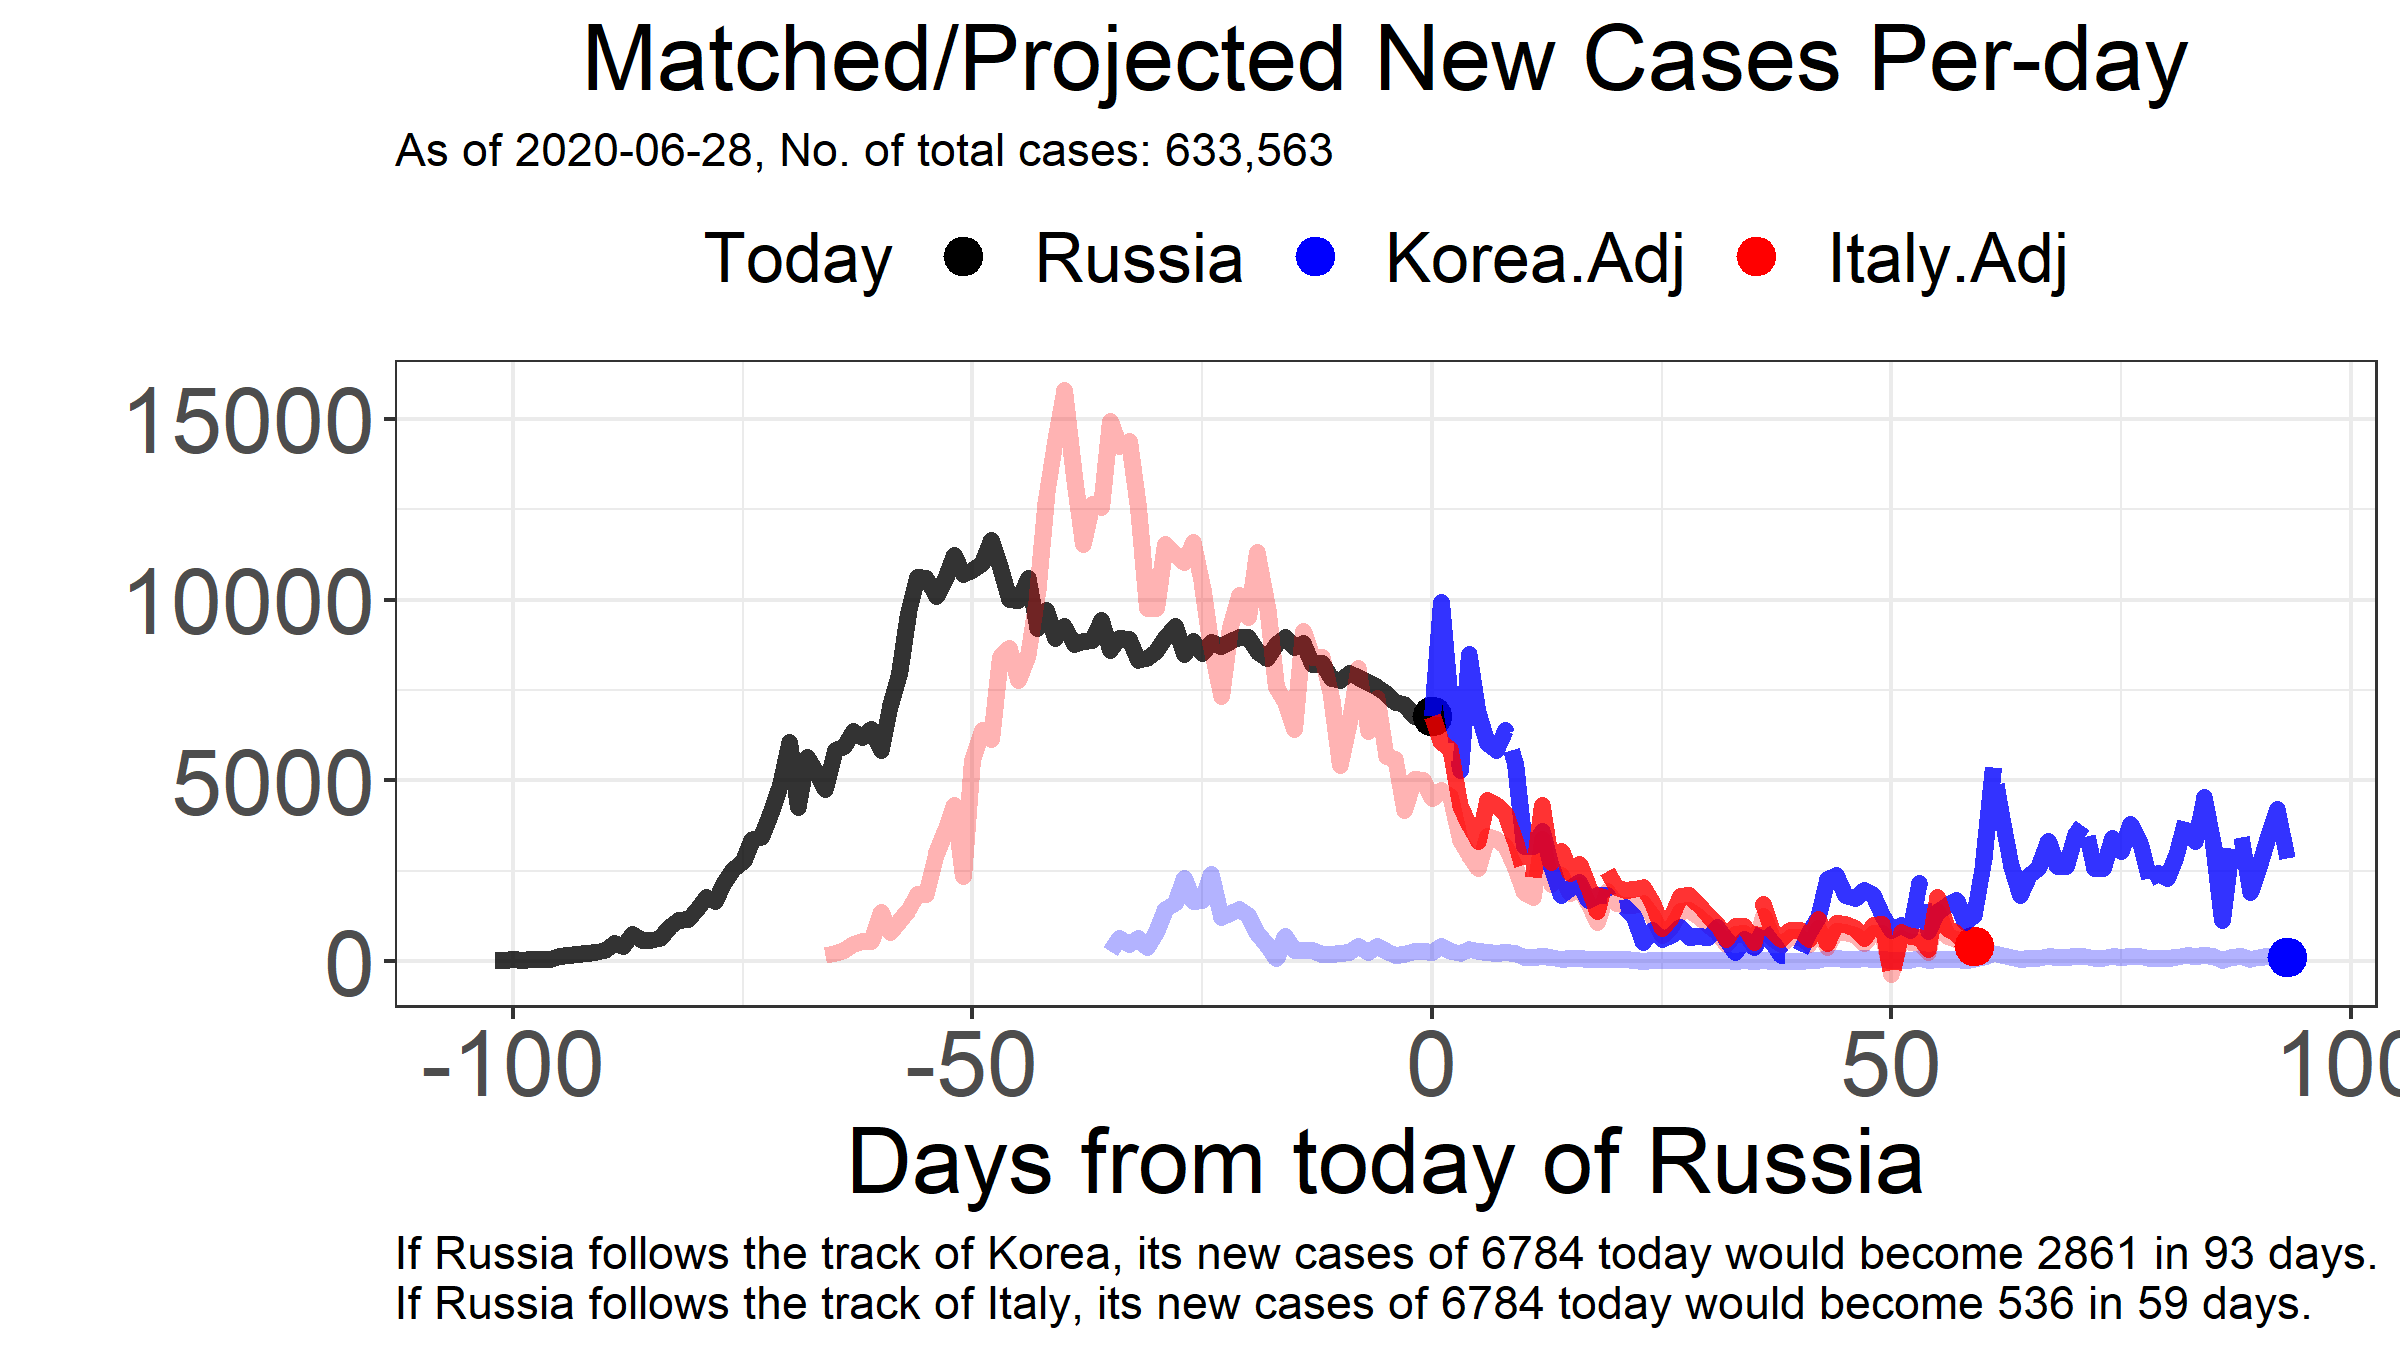 Matched/Projected New Cases Per-day
As of 2020-06-28, No. of total cases: 633,563
Today Russia Korea.Adj Italy.Adj
15000
10000
5000
0
-100 -50 0 50 100
Days from today of Russia
If Russia follows the track of Korea, its new cases of 6784 today would become 2861 in 93 days.
If Russia follows the track of Italy, its new cases of 6784 today would become 536 in 59 days.